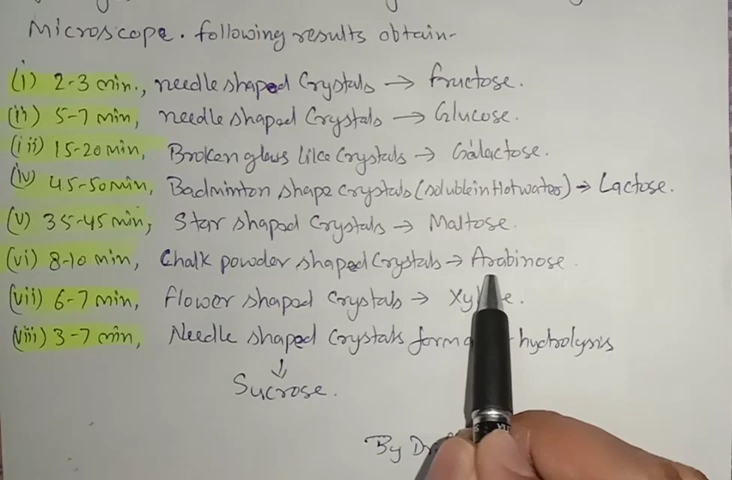 Microscope. following results obtain-
(i) 2-3 min., needle shaped Crystals → fructose.
(ii) 5-7 min, needle shaped Crystals → Glucose.
(iii) 15-20 min, Broken glass like Crystals → Galactose.
(iv) 45-50 min, Badminton shape crystals (soluble in Hot water) → Lactose.
(v) 35-45 min, Star shaped Crystals → Maltose.
(vi) 8-10 min, Chalk powder shaped Crystals → Arabinose.
(vii) 6-7 min, flower shaped Crystals →
(viii) 3-7 min, Needle shaped Crystals hydrolysis
↓
Sucrose.
By